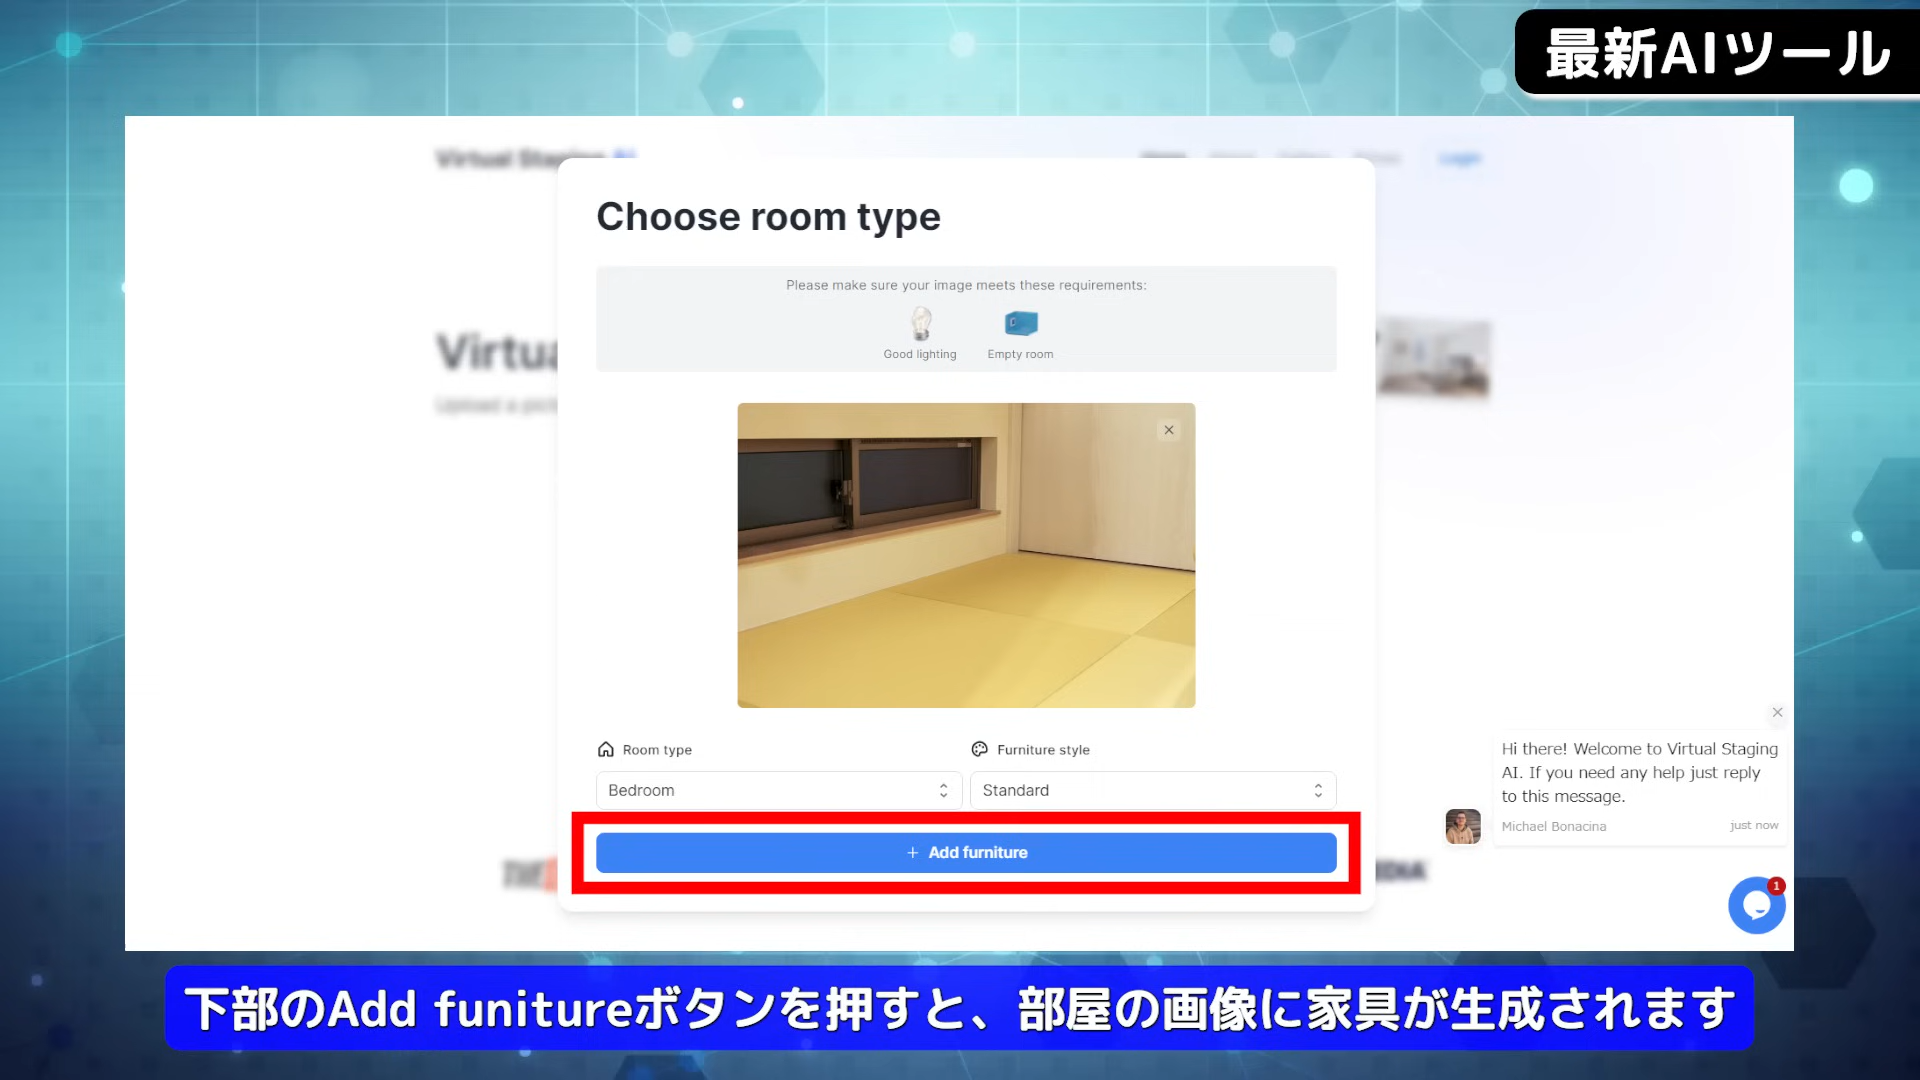 最新AIツール
Virtual Staging AI
Login
Choose room type
Please make sure your image meets these requirements:
Good lighting
Empty room
Room type
Furniture style
Bedroom
Standard
+ Add furniture
Hi there! Welcome to Virtual Staging
AI. If you need any help just reply
to this message.
Michael Bonacina
just now
1
下部のAdd funitureボタンを押すと、部屋の画像に家具が生成されます